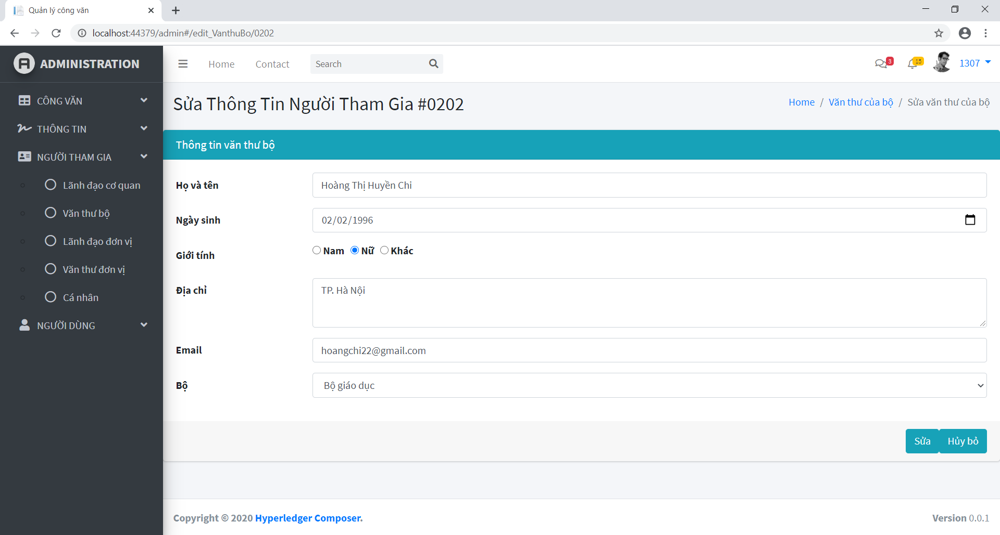 Quản lý công văn
localhost:44379/admin#/edit_VanthuBo/0202
ADMINISTRATION
Home
Contact
Search
3
15
1307
CÔNG VĂN
THÔNG TIN
NGƯỜI THAM GIA
Lãnh đạo cơ quan
Văn thư bộ
Lãnh đạo đơn vị
Văn thư đơn vị
Cá nhân
NGƯỜI DÙNG
Sửa Thông Tin Người Tham Gia #0202
Home / Văn thư của bộ / Sửa văn thư của bộ
Thông tin văn thư bộ
Họ và tên
Hoàng Thị Huyền Chi
Ngày sinh
02/02/1996
Giới tính
Nam Nữ Khác
Địa chỉ
TP. Hà Nội
Email
hoangchi22@gmail.com
Bộ
Bộ giáo dục
Sửa
Hủy bỏ
Copyright © 2020 Hyperledger Composer.
Version 0.0.1